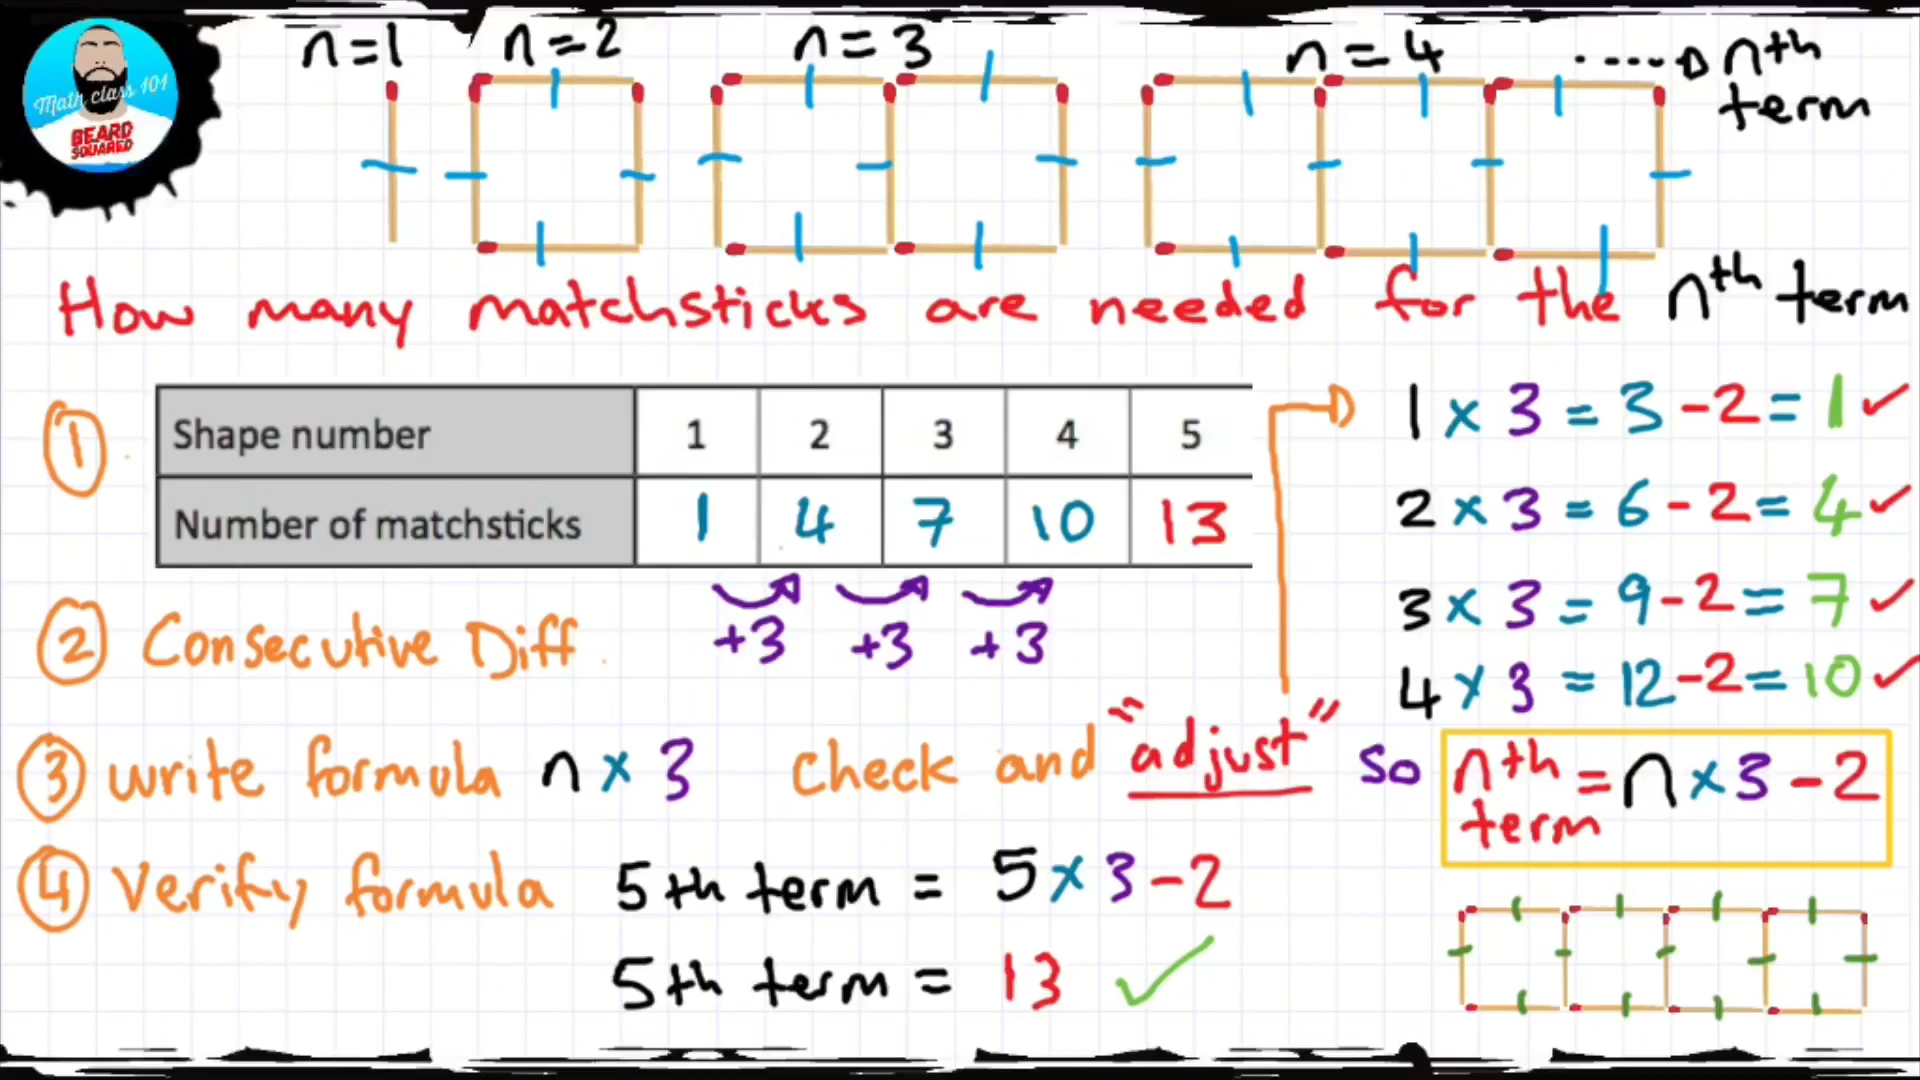 Math class 101
BEARD
SQUARED
n=1 n=2 n=3 n=4 ....→ nth
term
How many matchsticks are needed for the nth term
① Shape number 1 2 3 4 5
Number of matchsticks 1 4 7 10 13
1 × 3 = 3 - 2 = 1 ✓
2 × 3 = 6 - 2 = 4 ✓
3 × 3 = 9 - 2 = 7 ✓
4 × 3 = 12 - 2 = 10 ✓
② Consecutive Diff +3 +3 +3
③ write formula n × 3 check and "adjust" so
nth = n × 3 - 2
term
④ Verify formula 5th term = 5 × 3 - 2
5th term = 13 ✓